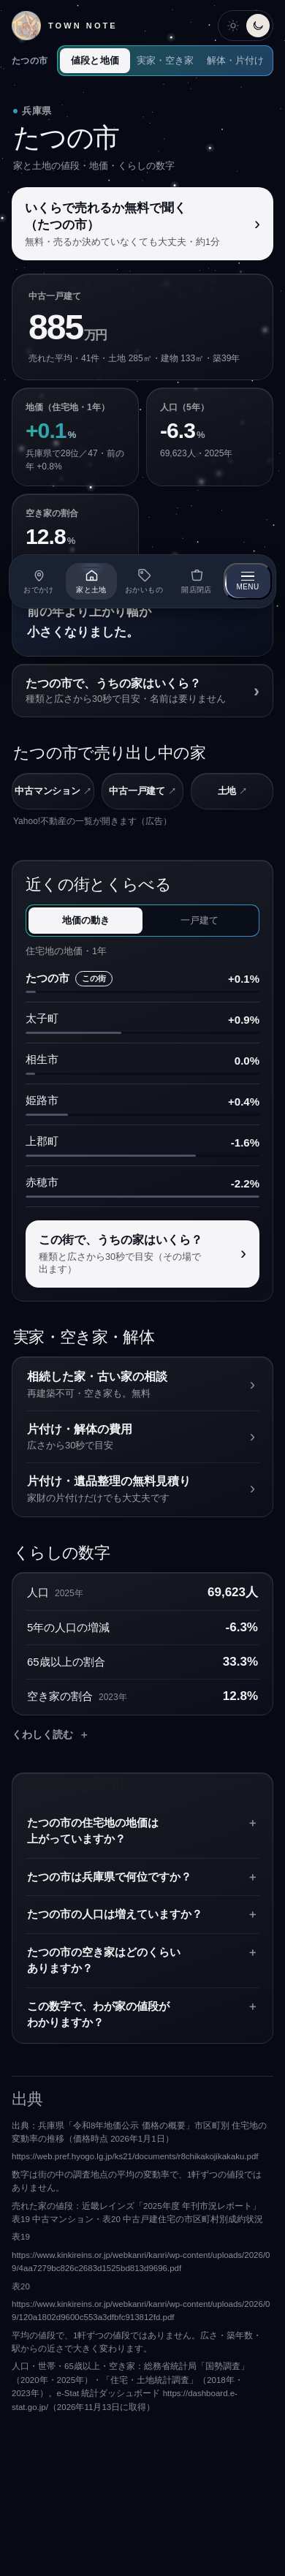 TOWN NOTE
たつの市
値段と地価
実家・空き家
解体・片付け
兵庫県
たつの市
家と土地の値段・地価・くらしの数字
いくらで売れるか無料で聞く
（たつの市）
無料・売るか決めていなくても大丈夫・約1分
中古一戸建て
885万円
売れた平均・41件・土地 285㎡・建物 133㎡・築39年
地価（住宅地・1年）
+0.1%
兵庫県で28位／47・前の
年 +0.8%
人口（5年）
-6.3%
69,623人・2025年
空き家の割合
12.8%
おでかけ
家と土地
おかいもの
開店閉店
MENU
前の年より上がり幅が
小さくなりました。
たつの市で、うちの家はいくら？
種類と広さから30秒で目安・名前は要りません
たつの市で売り出し中の家
中古マンション ↗
中古一戸建て ↗
土地 ↗
Yahoo!不動産の一覧が開きます（広告）
近くの街とくらべる
地価の動き
一戸建て
住宅地の地価・1年
たつの市 この街 +0.1%
太子町 +0.9%
相生市 0.0%
姫路市 +0.4%
上郡町 -1.6%
赤穂市 -2.2%
この街で、うちの家はいくら？
種類と広さから30秒で目安（その場で
出ます）
実家・空き家・解体
相続した家・古い家の相談
再建築不可・空き家も。無料
片付け・解体の費用
広さから30秒で目安
片付け・遺品整理の無料見積り
家財の片付けだけでも大丈夫です
くらしの数字
人口 2025年 69,623人
5年の人口の増減 -6.3%
65歳以上の割合 33.3%
空き家の割合 2023年 12.8%
くわしく読む +
たつの市の住宅地の地価は
上がっていますか？
たつの市は兵庫県で何位ですか？
たつの市の人口は増えていますか？
たつの市の空き家はどのくらい
ありますか？
この数字で、わが家の値段が
わかりますか？
出典
出典：兵庫県「令和8年地価公示 価格の概要」市区町別 住宅地の
変動率の推移（価格時点 2026年1月1日）
https://web.pref.hyogo.lg.jp/ks21/documents/r8chikakojikakaku.pdf
数字は街の中の調査地点の平均の変動率で、1軒ずつの値段では
ありません。
売れた家の値段：近畿レインズ「2025年度 年刊市況レポート」
表19 中古マンション・表20 中古戸建住宅の市区町村別成約状況
表19
https://www.kinkireins.or.jp/webkanri/kanri/wp-content/uploads/2026/0
9/4aa7279bc826c2683d1525bd813d9696.pdf
表20
https://www.kinkireins.or.jp/webkanri/kanri/wp-content/uploads/2026/0
9/120a1802d9600c553a3dfbfc913812fd.pdf
平均の値段で、1軒ずつの値段ではありません。広さ・築年数・
駅からの近さで大きく変わります。
人口・世帯・65歳以上・空き家：総務省統計局「国勢調査」
（2020年・2025年）・「住宅・土地統計調査」（2018年・
2023年）。e-Stat 統計ダッシュボード https://dashboard.e-
stat.go.jp/（2026年11月13日に取得）